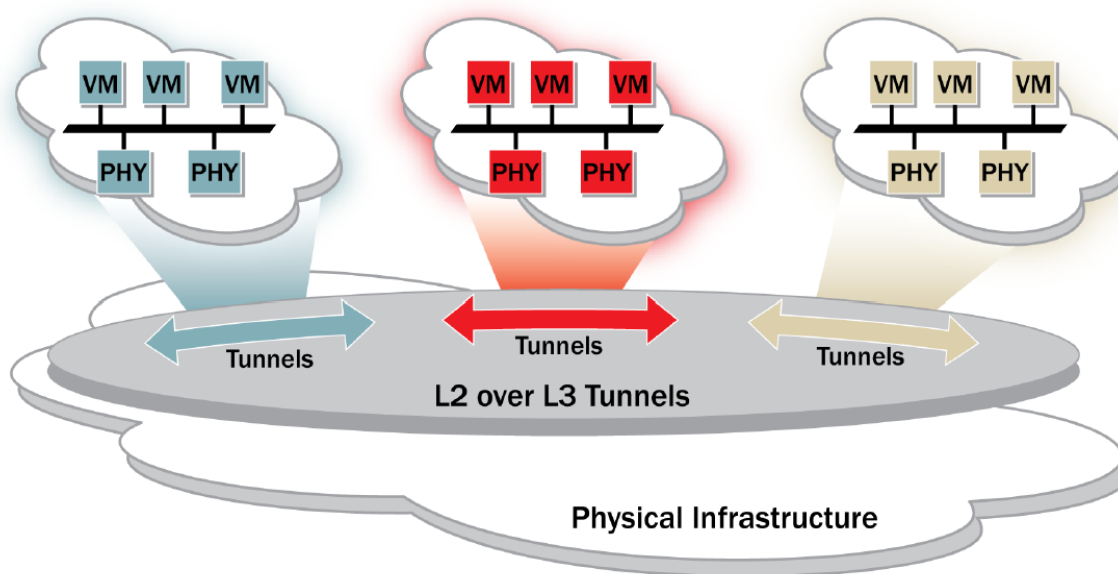 VM VM VM
PHY PHY
VM VM VM
PHY PHY
VM VM VM
PHY PHY
Tunnels
Tunnels
Tunnels
L2 over L3 Tunnels
Physical Infrastructure